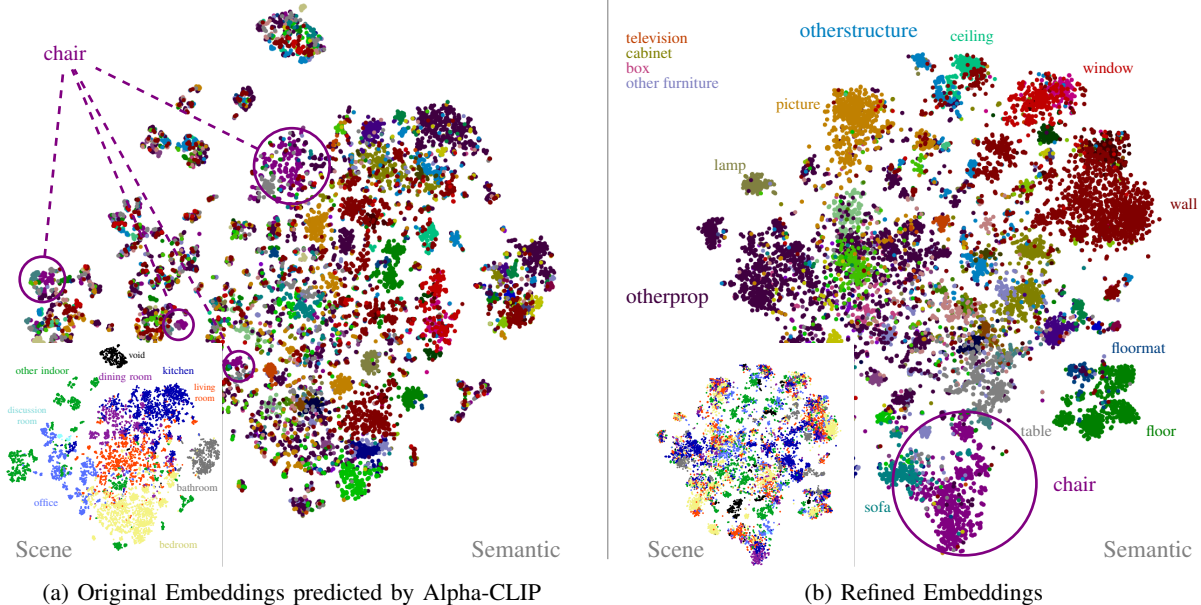 chair
void
other indoor
dining room
kitchen
living
room
discussion
room
office
bathroom
bedroom
Scene
Semantic
(a) Original Embeddings predicted by Alpha-CLIP
television
cabinet
box
other furniture
otherstructure
ceiling
window
picture
lamp
wall
otherprop
floormat
table
floor
chair
sofa
Scene
Semantic
(b) Refined Embeddings